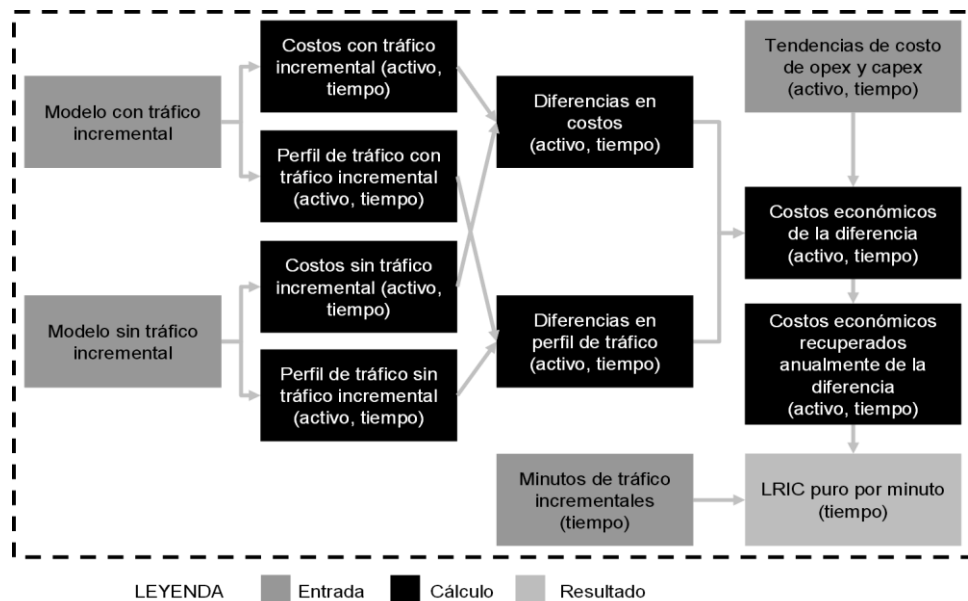 Modelo con tráfico
incremental
Costos con tráfico
incremental (activo,
tiempo)
Perfil de tráfico con
tráfico incremental
(activo, tiempo)
Modelo sin tráfico
incremental
Costos sin tráfico
incremental (activo,
tiempo)
Perfil de tráfico sin
tráfico incremental
(activo, tiempo)
Diferencias en
costos
(activo, tiempo)
Diferencias en
perfil de tráfico
(activo, tiempo)
Tendencias de costo
de opex y capex
(activo, tiempo)
Costos económicos
de la diferencia
(activo, tiempo)
Costos económicos
recuperados
anualmente de la
diferencia
(activo, tiempo)
Minutos de tráfico
incrementales
(tiempo)
LRIC puro por minuto
(tiempo)
LEYENDA Entrada Cálculo Resultado